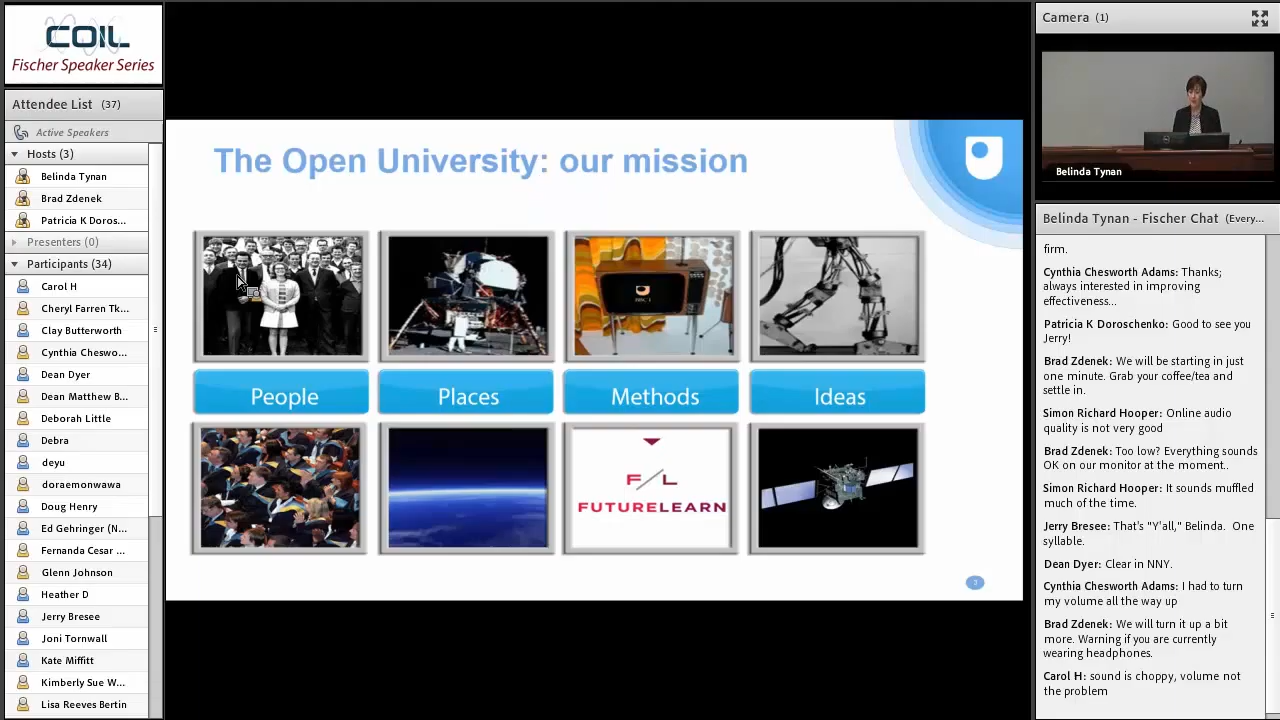 COIL
Fischer Speaker Series
Attendee List (37)
Active Speakers
Hosts (3)
Belinda Tynan
Brad Zdenek
Patricia K Doros...
Presenters (0)
Participants (34)
Carol H
Cheryl Farren Tk...
Clay Butterworth
Cynthia Cheswo...
Dean Dyer
Dean Matthew B...
Deborah Little
Debra
deyu
doraemonwawa
Doug Henry
Ed Gehringer (N...
Fernanda Cesar ...
Glenn Johnson
Heather D
Jerry Bresee
Joni Tornwall
Kate Miffitt
Kimberly Sue W...
Lisa Reeves Bertin
The Open University: our mission
People
Places
Methods
Ideas
F/L
FUTURELEARN
3
Camera (1)
Belinda Tynan
Belinda Tynan - Fischer Chat (Every...
firm.
Cynthia Chesworth Adams: Thanks;
always interested in improving
effectiveness...
Patricia K Doroschenko: Good to see you
Jerry!
Brad Zdenek: We will be starting in just
one minute. Grab your coffee/tea and
settle in.
Simon Richard Hooper: Online audio
quality is not very good
Brad Zdenek: Too low? Everything sounds
OK on our monitor at the moment..
Simon Richard Hooper: It sounds muffled
much of the time.
Jerry Bresee: That's "Y'all," Belinda. One
syllable.
Dean Dyer: Clear in NNY.
Cynthia Chesworth Adams: I had to turn
my volume all the way up
Brad Zdenek: We will turn it up a bit
more. Warning if you are currently
wearing headphones.
Carol H: sound is choppy, volume not
the problem